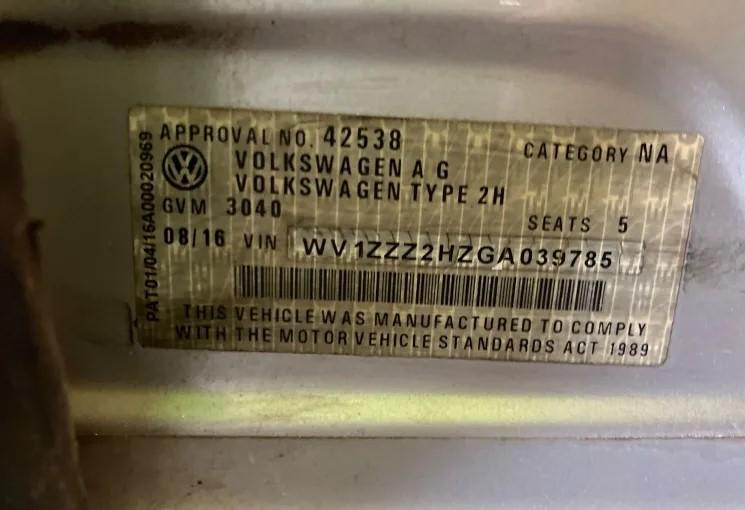 APPROVAL NO. 42538
CATEGORY NA
VOLKSWAGEN A G
VOLKSWAGEN TYPE 2H
GVM 3040
SEATS 5
08/16 VIN WV1ZZZ2HZGA039785
THIS VEHICLE WAS MANUFACTURED TO COMPLY
WITH THE MOTOR VEHICLE STANDARDS ACT 1989
PAT01/04/16A00020969